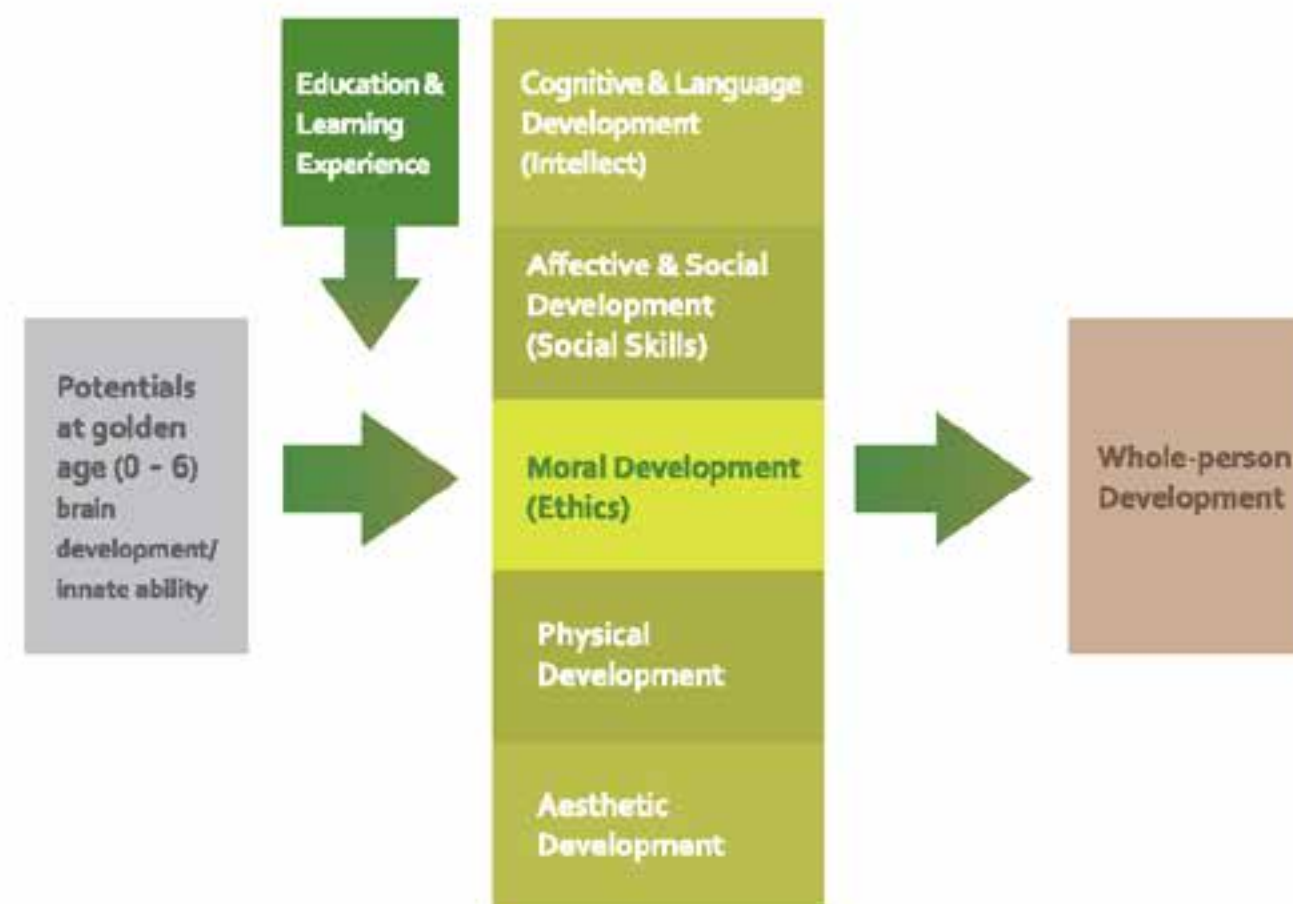 Education &
Learning
Experience
Cognitive & Language
Development
(Intellect)
Affective & Social
Development
(Social Skills)
Potentials
at golden
age (0 - 6)
brain
development/
innate ability
Moral Development
(Ethics)
Whole-person
Development
Physical
Development
Aesthetic
Development